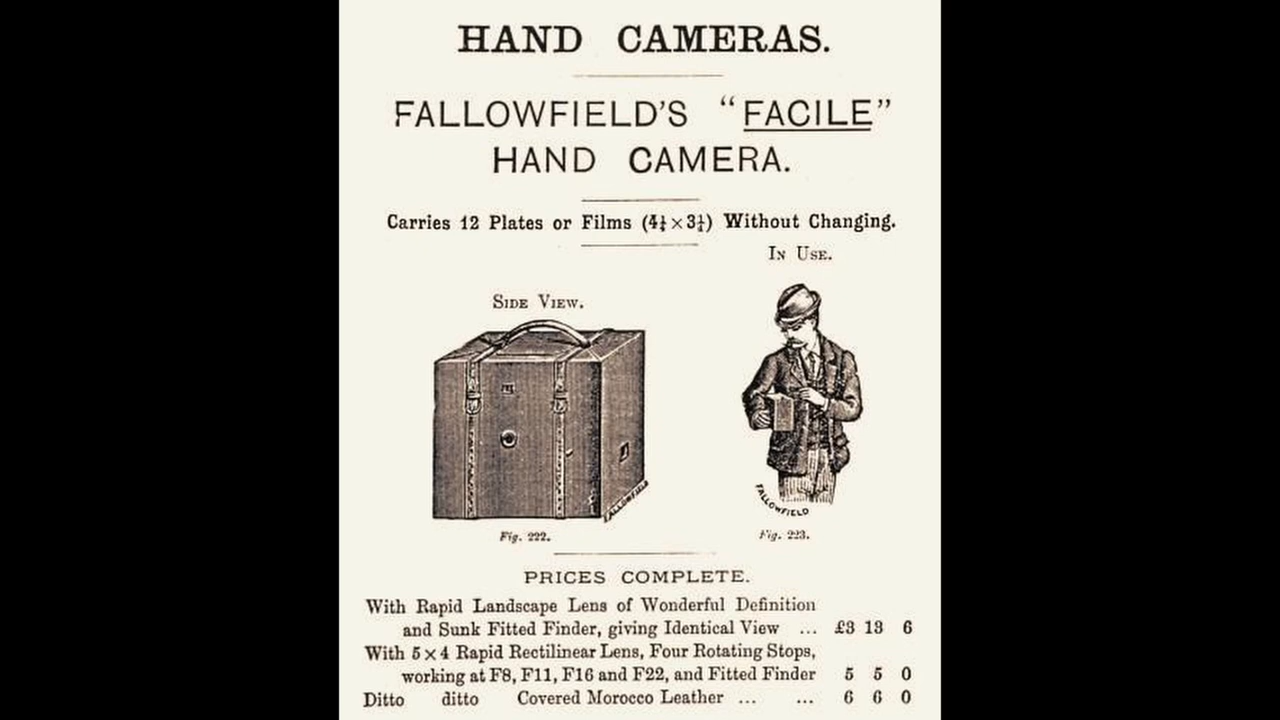 HAND CAMERAS.
FALLOWFIELD'S "FACILE"
HAND CAMERA.
Carries 12 Plates or Films (4¼×3¼) Without Changing.
IN USE.
SIDE VIEW.
FALLOWFIELD
FALLOWFIELD
Fig. 222.
Fig. 223.
PRICES COMPLETE.
With Rapid Landscape Lens of Wonderful Definition
and Sunk Fitted Finder, giving Identical View ... £3 13 6
With 5×4 Rapid Rectilinear Lens, Four Rotating Stops,
working at F8, F11, F16 and F22, and Fitted Finder 5 5 0
Ditto ditto Covered Morocco Leather ... ... 6 6 0